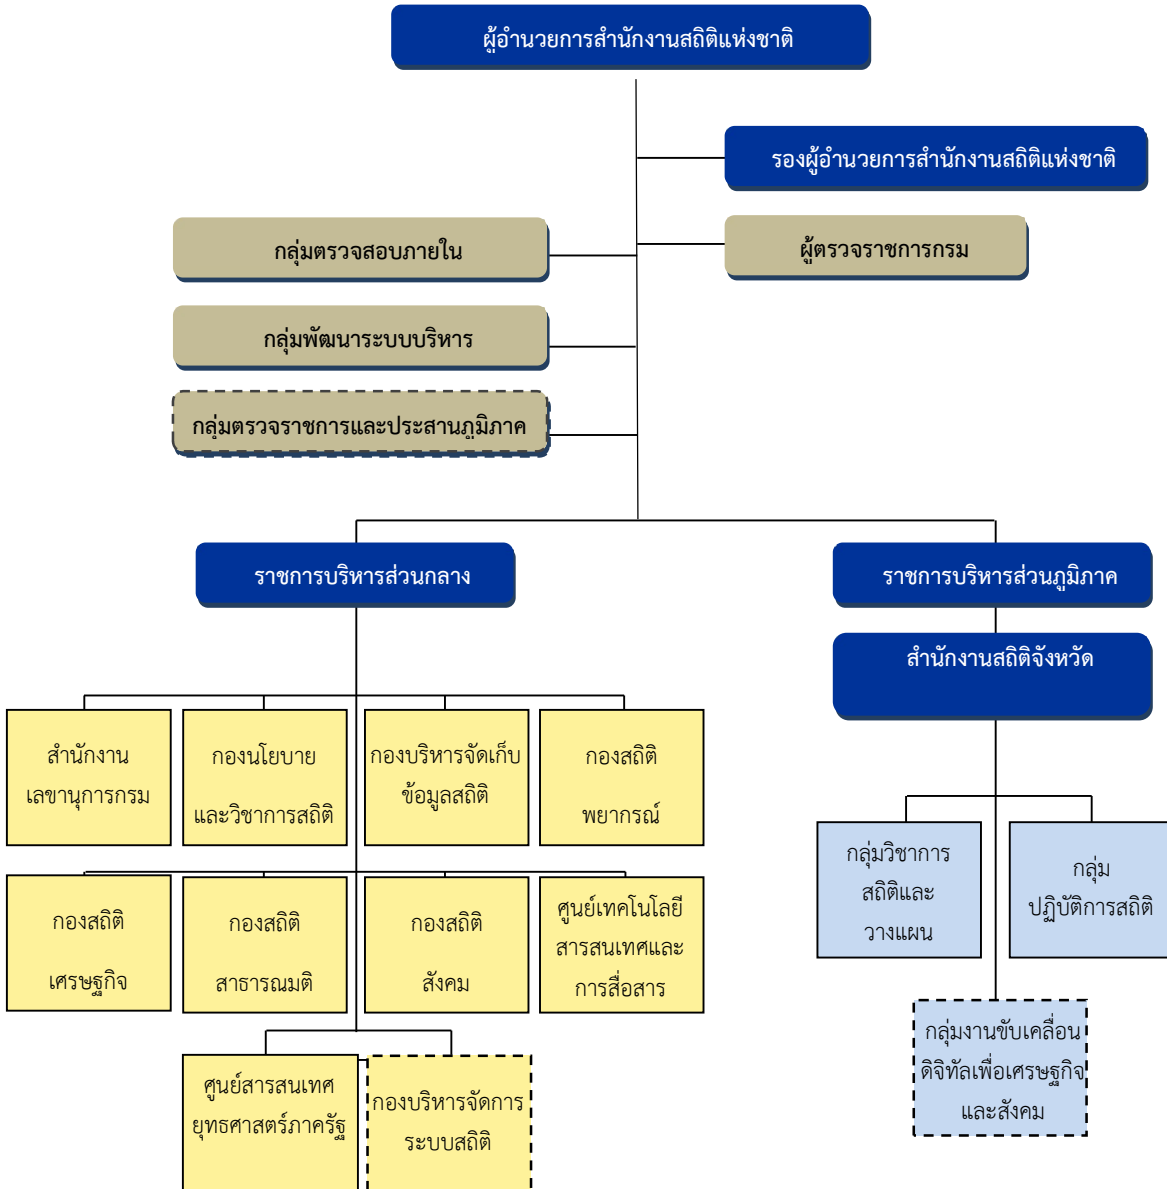 ผู้อำนวยการสำนักงานสถิติแห่งชาติ
รองผู้อำนวยการสำนักงานสถิติแห่งชาติ
กลุ่มตรวจสอบภายใน
ผู้ตรวจราชการกรม
กลุ่มพัฒนาระบบบริหาร
กลุ่มตรวจราชการและประสานภูมิภาค
ราชการบริหารส่วนกลาง
ราชการบริหารส่วนภูมิภาค
สำนักงานสถิติจังหวัด
สำนักงาน
เลขานุการกรม
กองนโยบาย
และวิชาการสถิติ
กองบริหารจัดเก็บ
ข้อมูลสถิติ
กองสถิติ
พยากรณ์
กองสถิติ
เศรษฐกิจ
กองสถิติ
สาธารณมติ
กองสถิติ
สังคม
ศูนย์เทคโนโลยี
สารสนเทศและ
การสื่อสาร
ศูนย์สารสนเทศ
ยุทธศาสตร์ภาครัฐ
กองบริหารจัดการ
ระบบสถิติ
กลุ่มวิชาการ
สถิติและ
วางแผน
กลุ่ม
ปฏิบัติการสถิติ
กลุ่มงานขับเคลื่อน
ดิจิทัลเพื่อเศรษฐกิจ
และสังคม